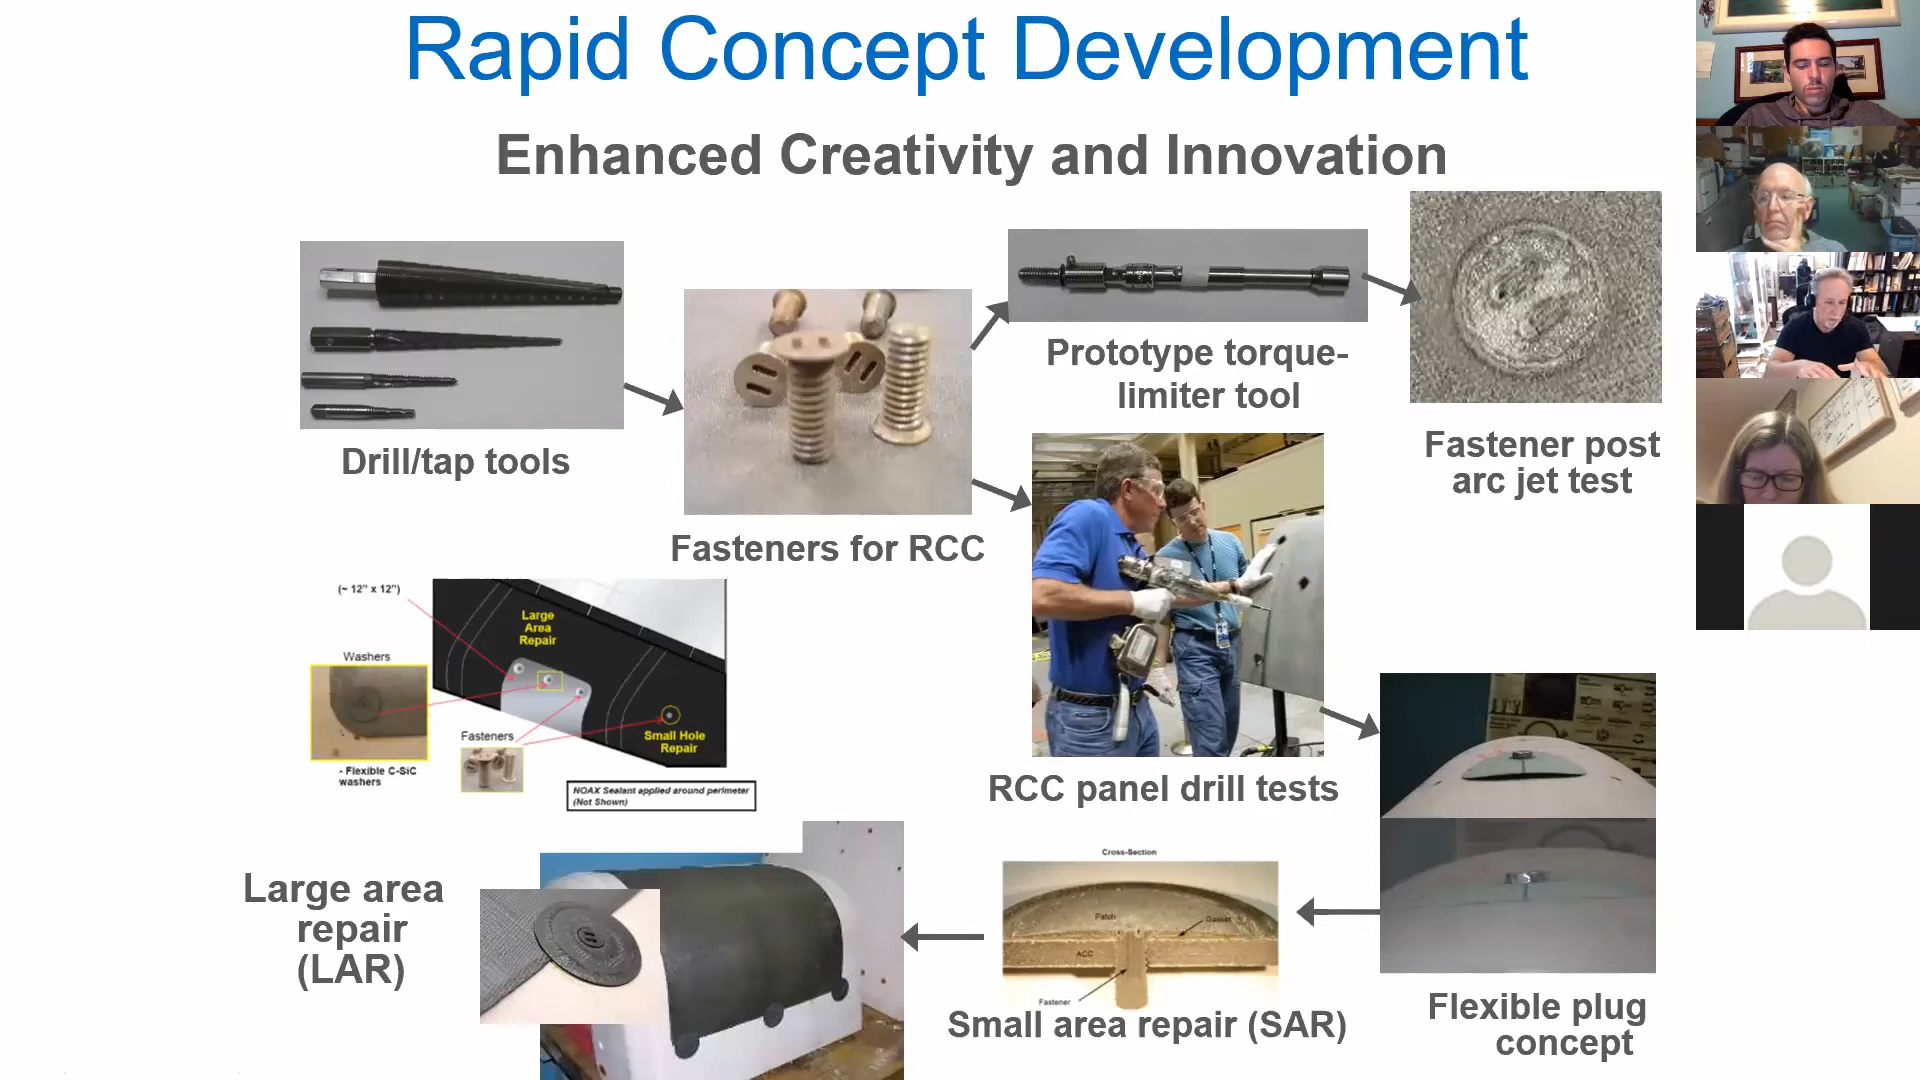 Rapid Concept Development
Enhanced Creativity and Innovation
Drill/tap tools
Fasteners for RCC
Prototype torque-
limiter tool
Fastener post
arc jet test
(~ 12” x 12”)
Large
Area
Repair
Washers
Fasteners
Small Hole
Repair
- Flexible C-SiC
washers
NOAX Sealant applied around perimeter
(Not Shown)
RCC panel drill tests
Large area
repair
(LAR)
Cross-Section
Patch
Gasket
ACC
Fastener
Small area repair (SAR)
Flexible plug
concept